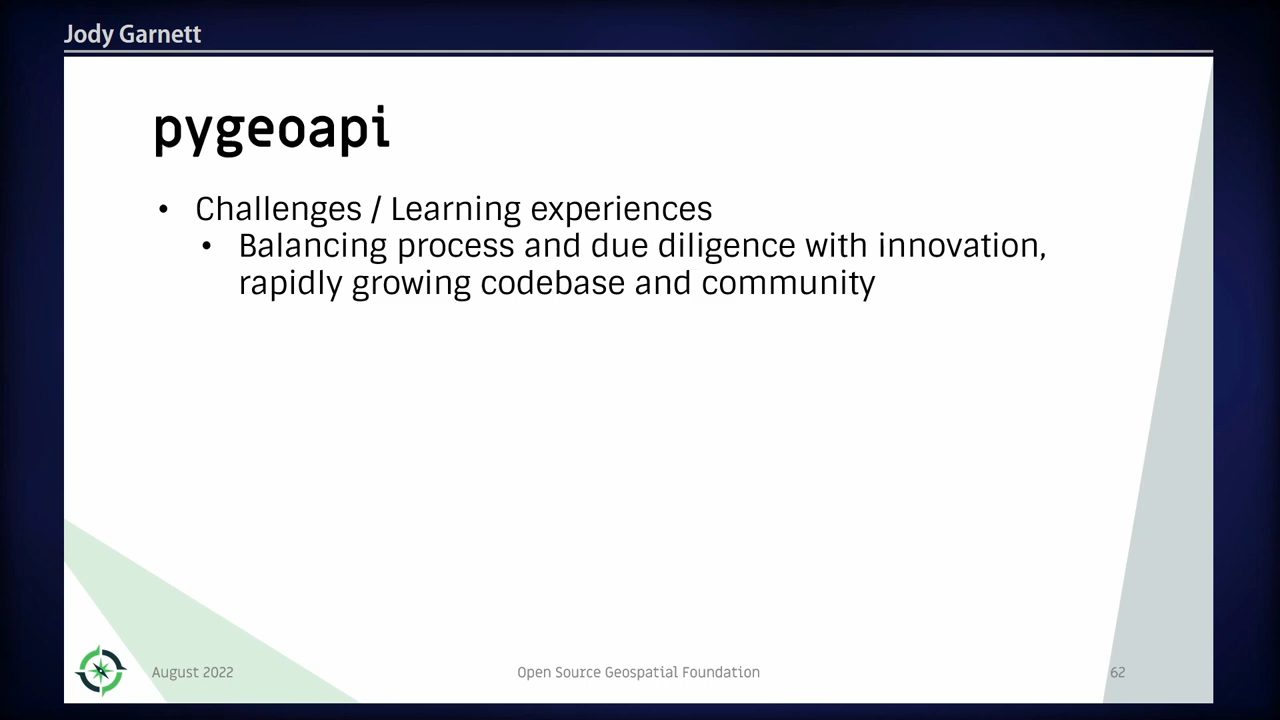 Jody Garnett
pygeoapi
• Challenges / Learning experiences
• Balancing process and due diligence with innovation,
rapidly growing codebase and community
August 2022
Open Source Geospatial Foundation
62